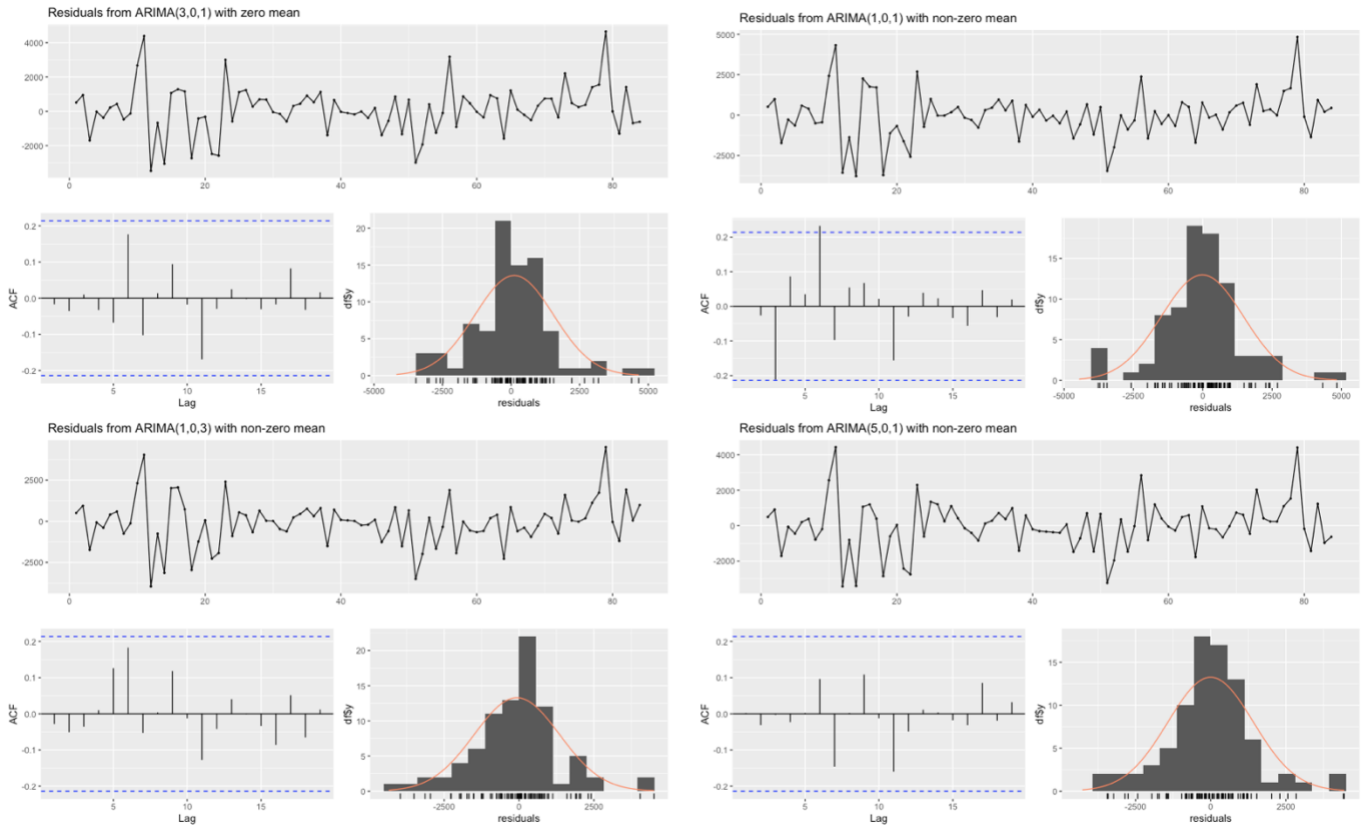 Residuals from ARIMA(3,0,1) with zero mean
4000
2000
0
-2000
0 20 40 60 80
ACF
0.2
0.1
0.0
-0.1
-0.2
5 10 15
Lag
df$y
20
15
10
5
0
-5000 -2500 0 2500 5000
residuals
Residuals from ARIMA(1,0,1) with non-zero mean
5000
2500
0
-2500
0 20 40 60 80
ACF
0.2
0.1
0.0
-0.1
-0.2
5 10 15
Lag
df$y
15
10
5
0
-5000 -2500 0 2500 5000
residuals
Residuals from ARIMA(1,0,3) with non-zero mean
2500
0
-2500
0 20 40 60 80
ACF
0.2
0.1
0.0
-0.1
-0.2
5 10 15
Lag
df$y
20
15
10
5
0
-2500 0 2500
residuals
Residuals from ARIMA(5,0,1) with non-zero mean
4000
2000
0
-2000
0 20 40 60 80
ACF
0.2
0.1
0.0
-0.1
-0.2
5 10 15
Lag
df$y
15
10
5
0
-2500 0 2500
residuals